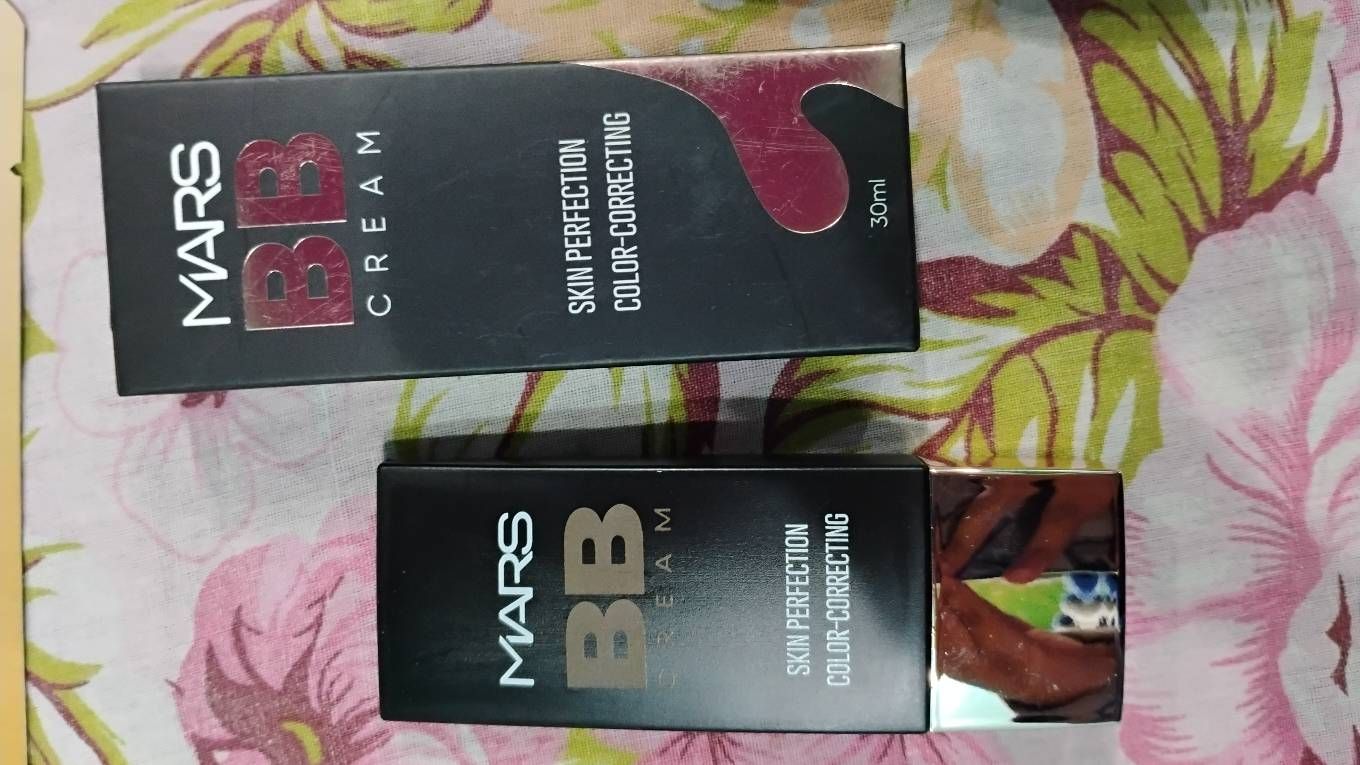 MARS
BB
CREAM
SKIN PERFECTION
COLOR-CORRECTING
30ml
MARS
BB
CREAM
SKIN PERFECTION
COLOR-CORRECTING